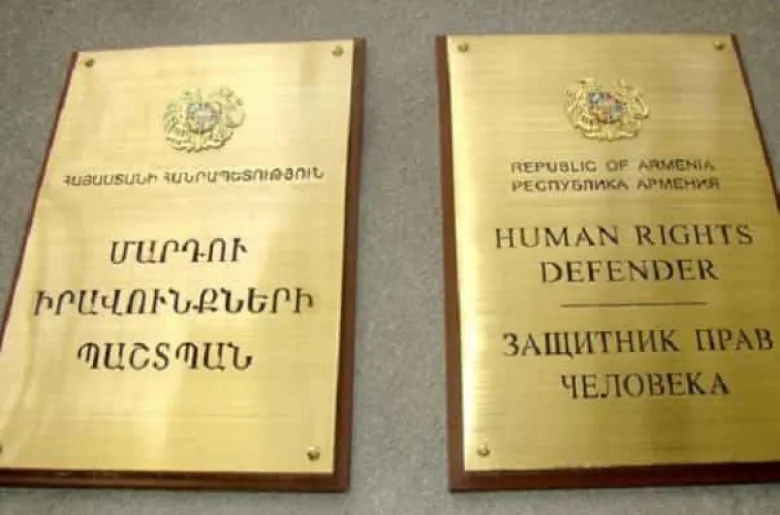 ՀԱՅԱՍՏԱՆԻ ՀԱՆՐԱՊԵՏՈՒԹՅՈՒՆ
ՄԱՐԴՈՒ
ԻՐԱՎՈՒՆՔՆԵՐԻ
ՊԱՇՏՊԱՆ
REPUBLIC OF ARMENIA
РЕСПУБЛИКА АРМЕНИЯ
HUMAN RIGHTS
DEFENDER
ЗАЩИТНИК ПРАВ
ЧЕЛОВЕКА